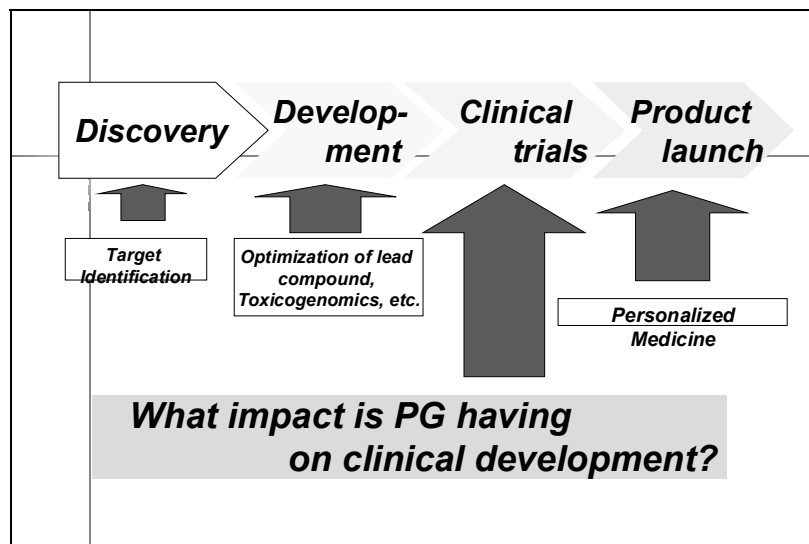 Discovery
Develop-
ment
Clinical
trials
Product
launch
Target
Identification
Optimization of lead
compound,
Toxicogenomics, etc.
Personalized
Medicine
What impact is PG having
on clinical development?